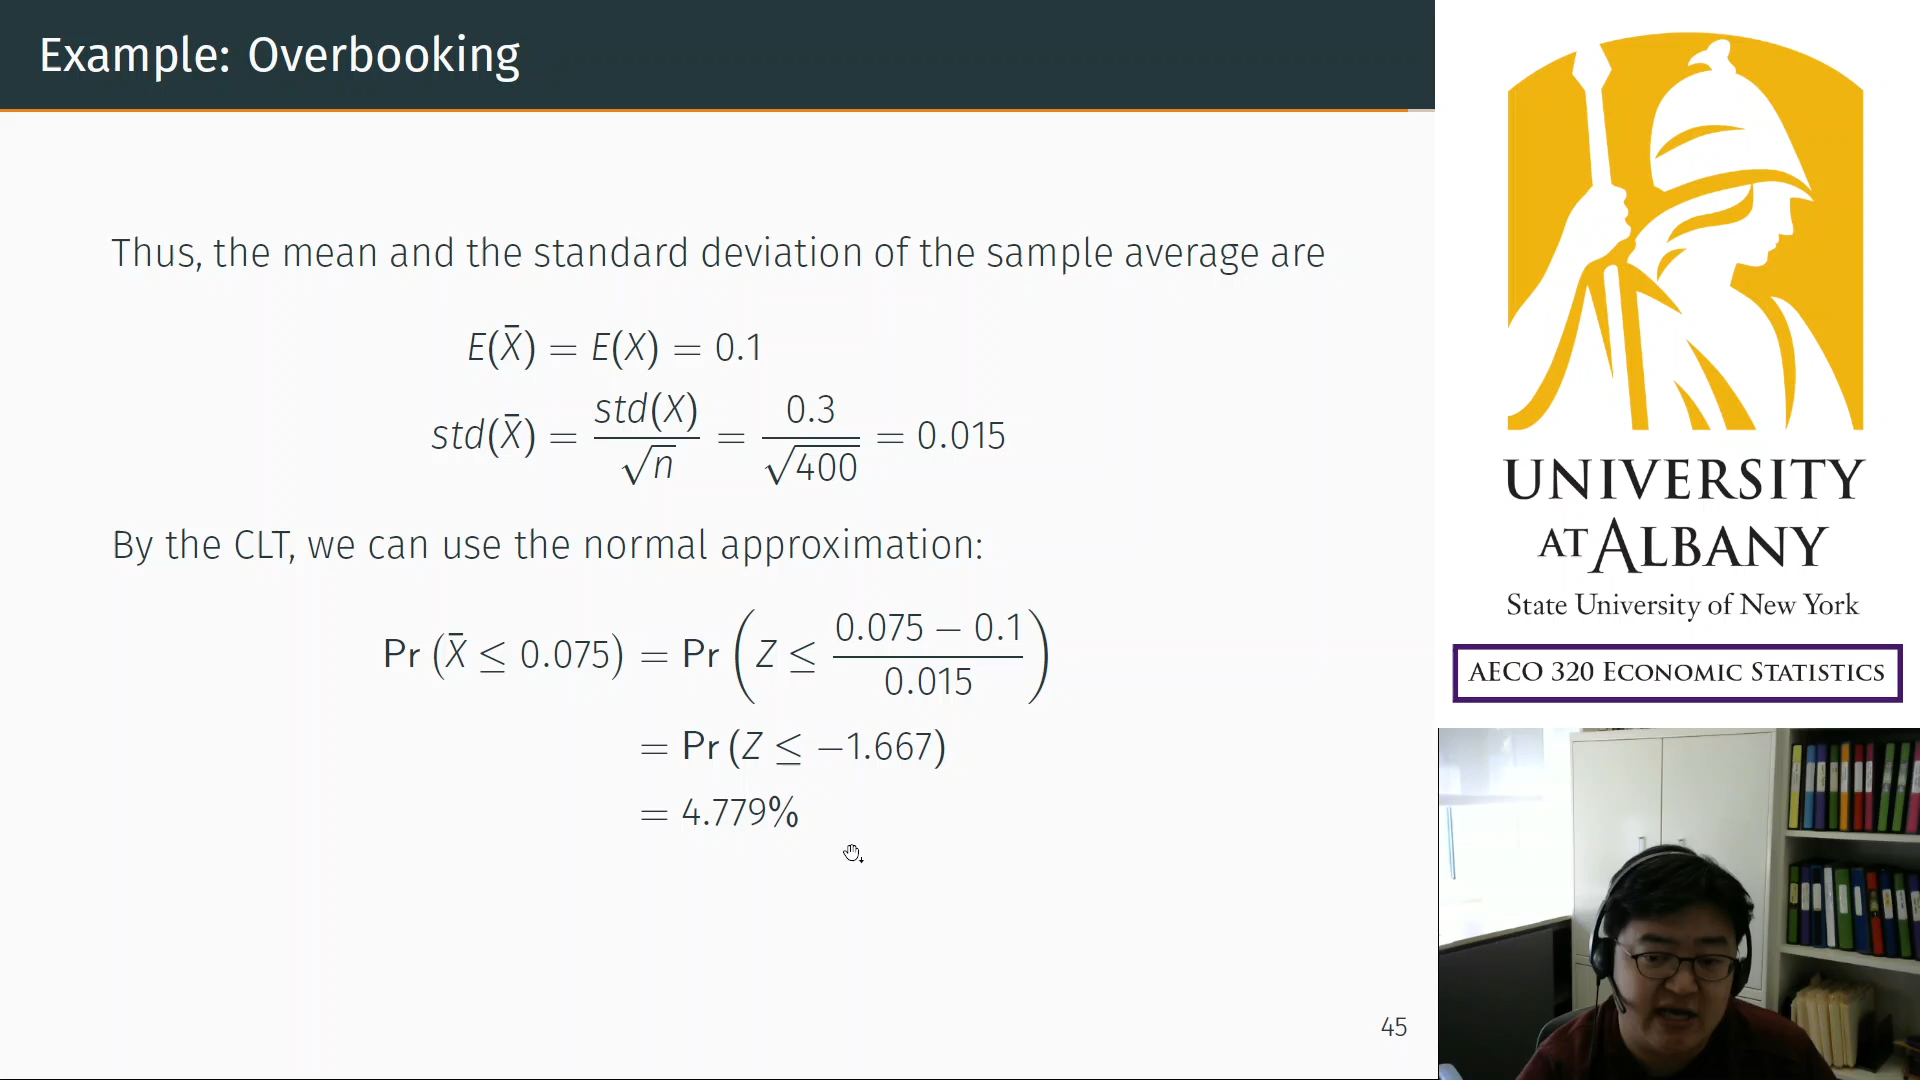 Example: Overbooking
Thus, the mean and the standard deviation of the sample average are
E(X̄) = E(X) = 0.1
std(X̄) = std(X)/√n = 0.3/√400 = 0.015
By the CLT, we can use the normal approximation:
Pr (X̄ ≤ 0.075) = Pr (Z ≤ (0.075 − 0.1)/0.015)
= Pr (Z ≤ −1.667)
= 4.779%
45
UNIVERSITY
AT ALBANY
State University of New York
AECO 320 ECONOMIC STATISTICS